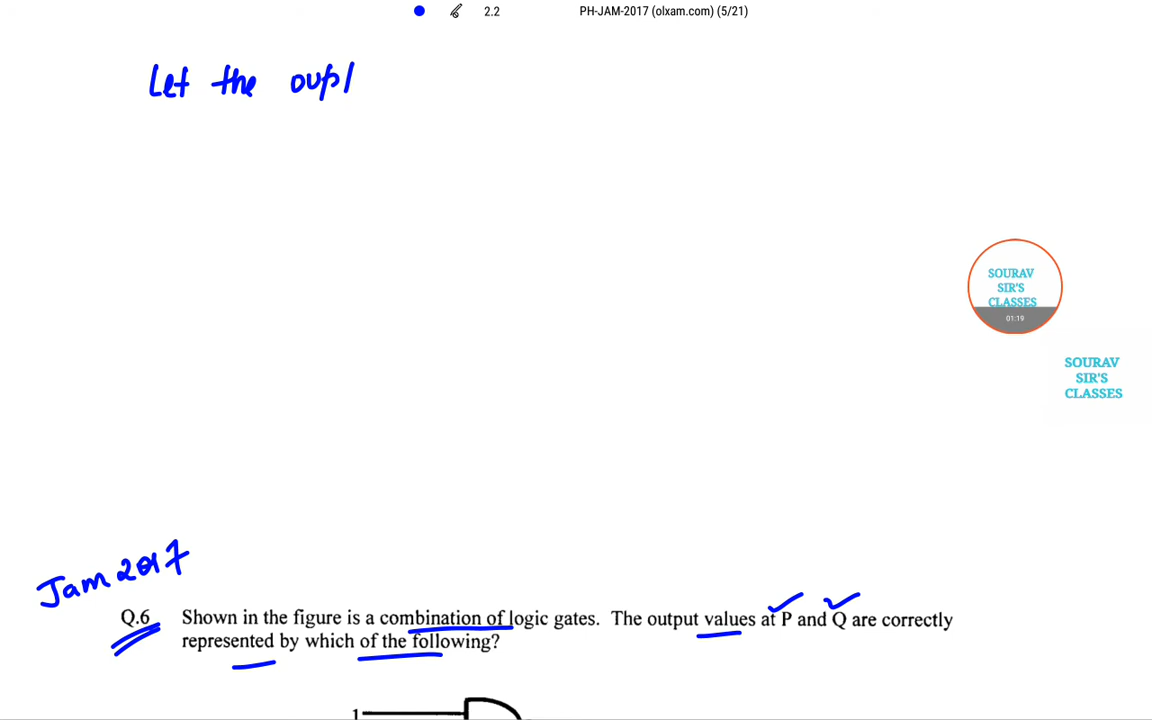 2.2 PH-JAM-2017 (olxam.com) (5/21)
Let the oupl
SOURAV
SIR'S
CLASSES
01:19
SOURAV
SIR'S
CLASSES
Jam 2017
Q.6 Shown in the figure is a combination of logic gates. The output values at P and Q are correctly
represented by which of the following?
1